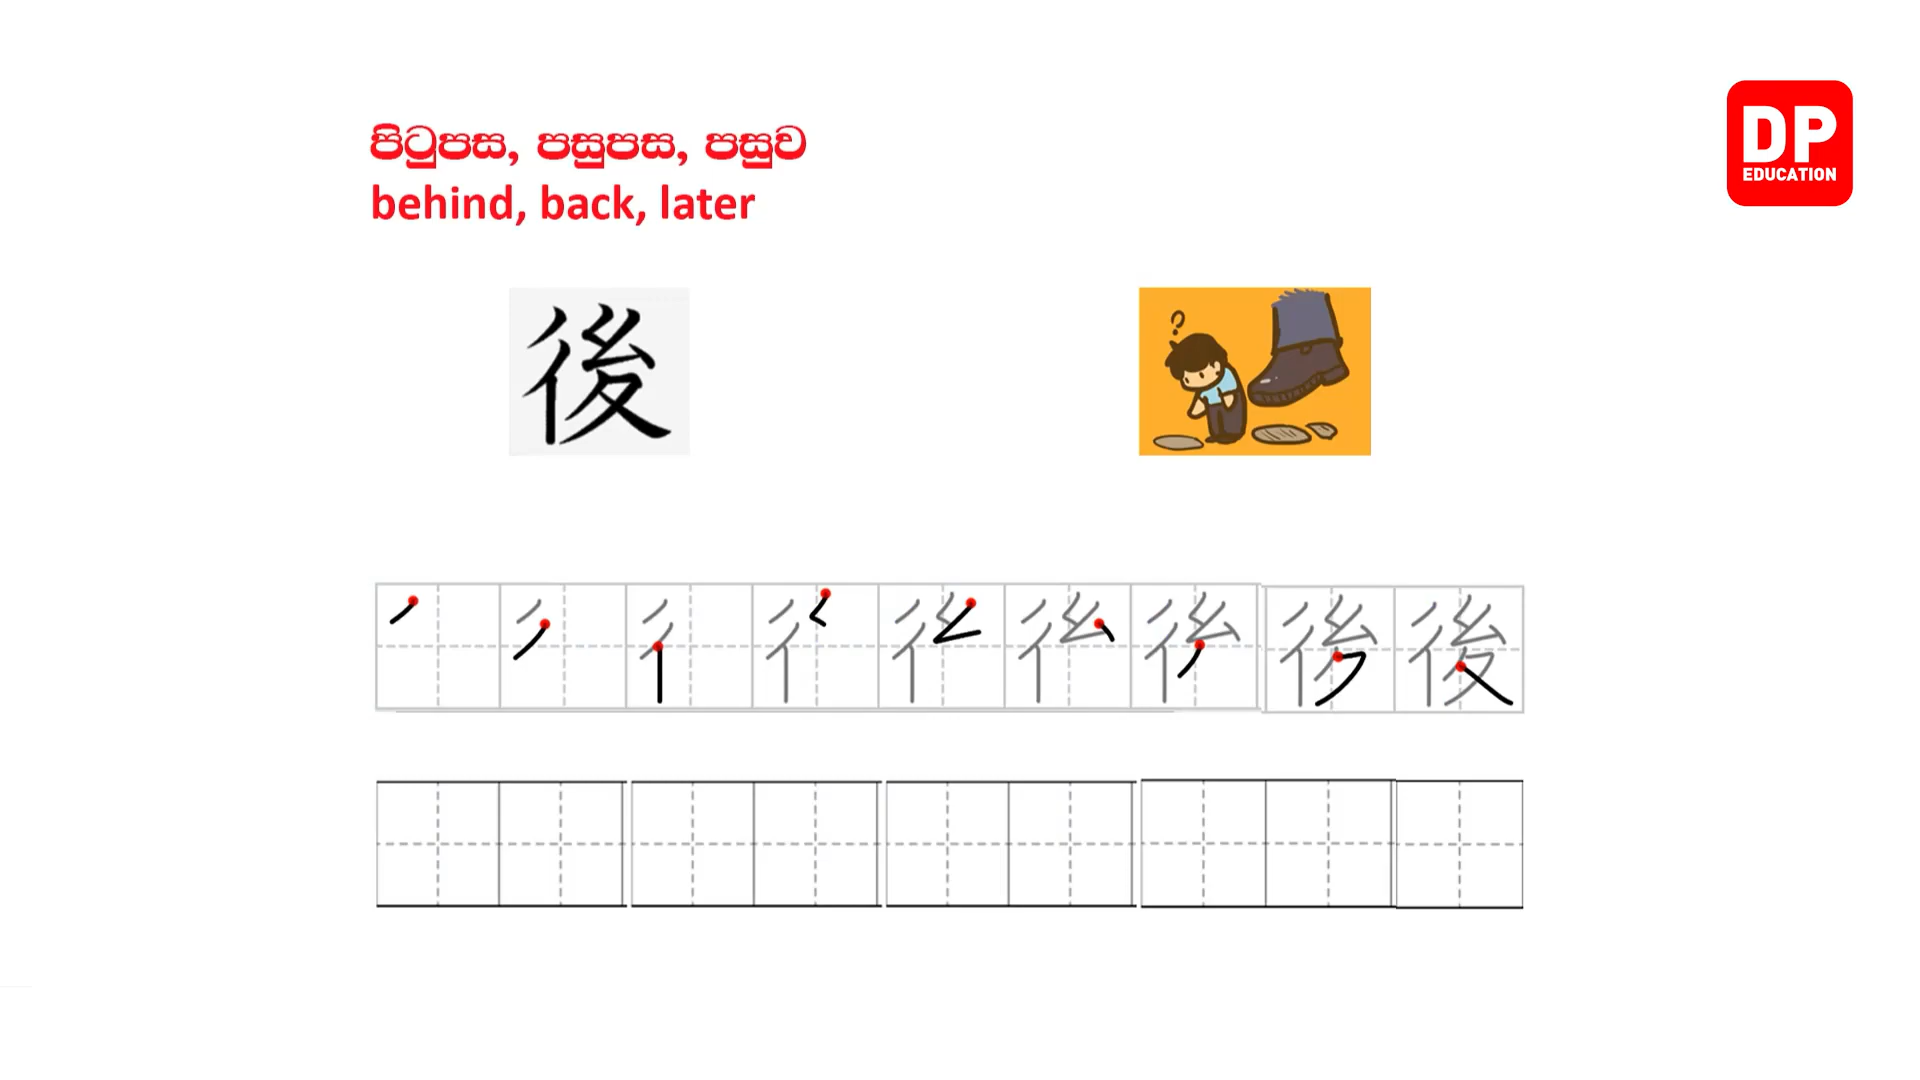 පිටුපස, පසුපස, පසුව
behind, back, later
DP
EDUCATION
後
?